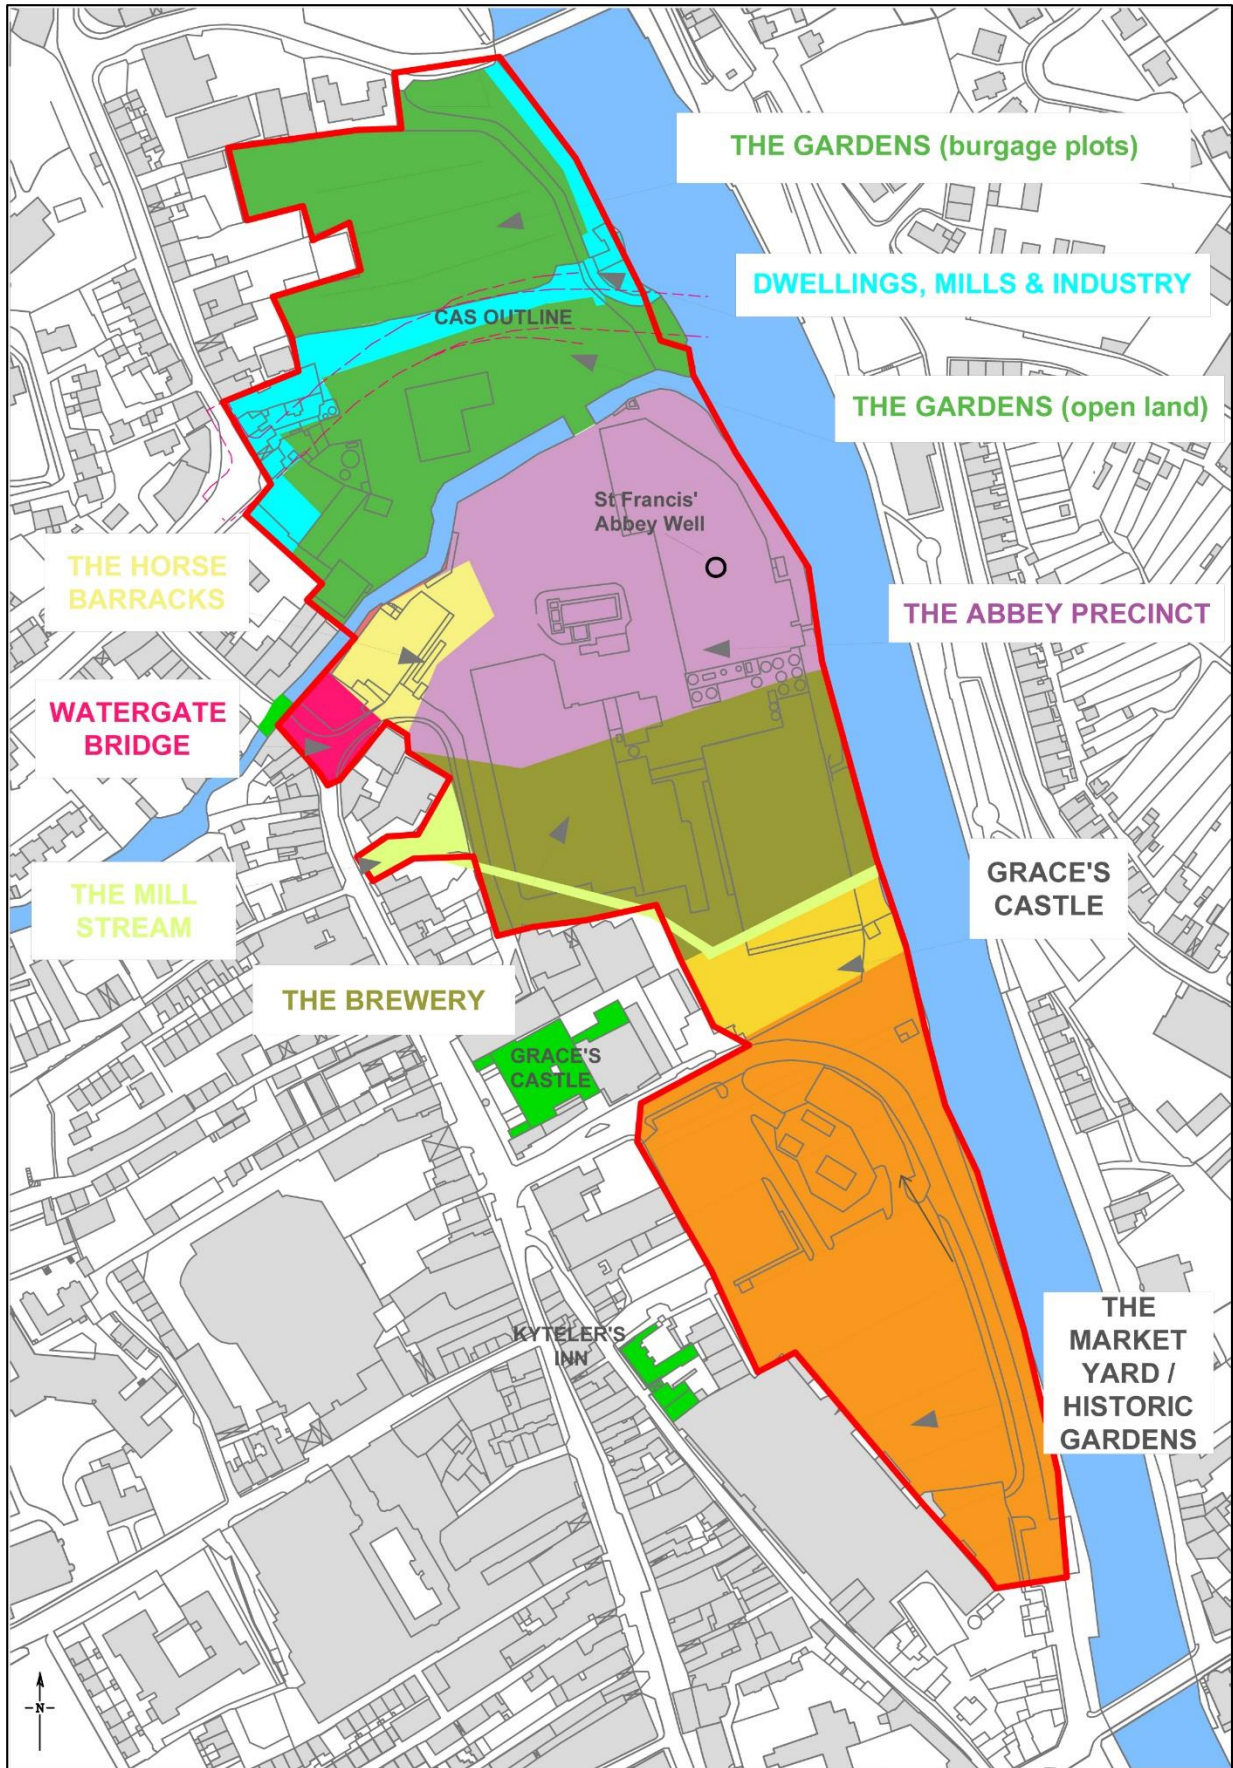 THE GARDENS (burgage plots)
DWELLINGS, MILLS & INDUSTRY
CAS OUTLINE
THE GARDENS (open land)
St Francis'
Abbey Well
THE HORSE
BARRACKS
THE ABBEY PRECINCT
WATERGATE
BRIDGE
GRACE'S
CASTLE
THE MILL
STREAM
THE BREWERY
GRACE'S
CASTLE
KYTELER'S
INN
THE
MARKET
YARD /
HISTORIC
GARDENS
-N-